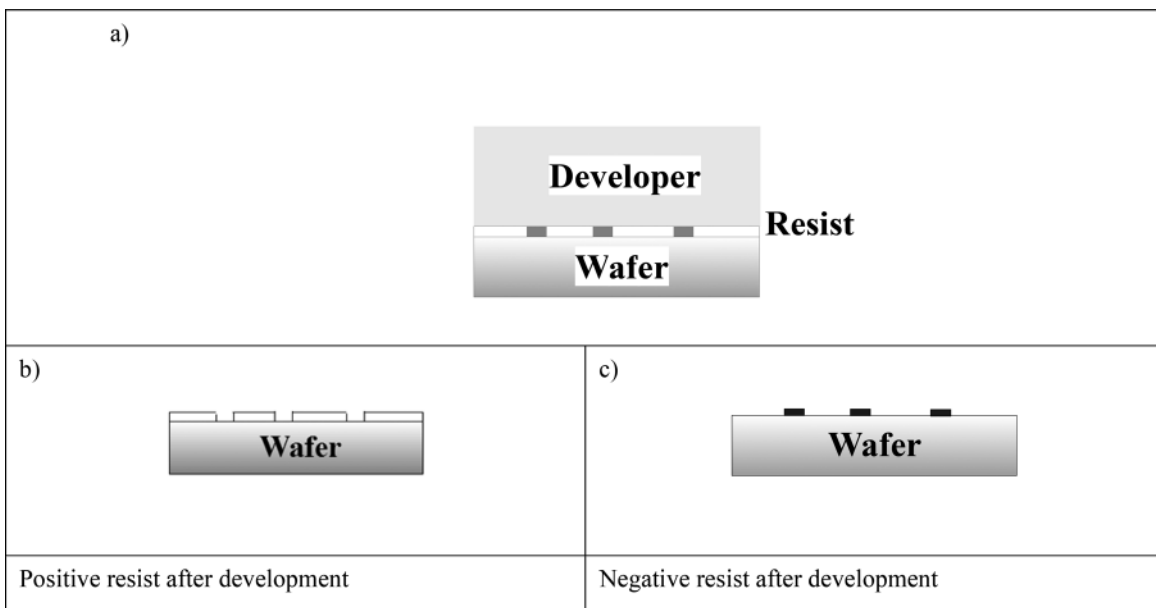 a)
Developer
Resist
Wafer
b)
Wafer
c)
Wafer
Positive resist after development
Negative resist after development